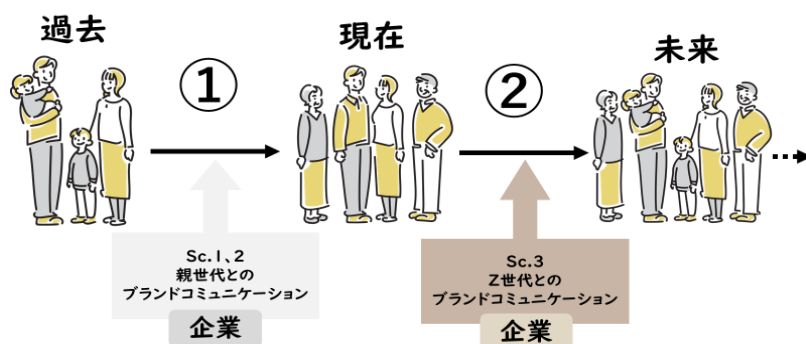 過去
①
現在
②
未来
Sc.1、2
親世代との
ブランドコミュニケーション
企業
Sc.3
Z世代との
ブランドコミュニケーション
企業